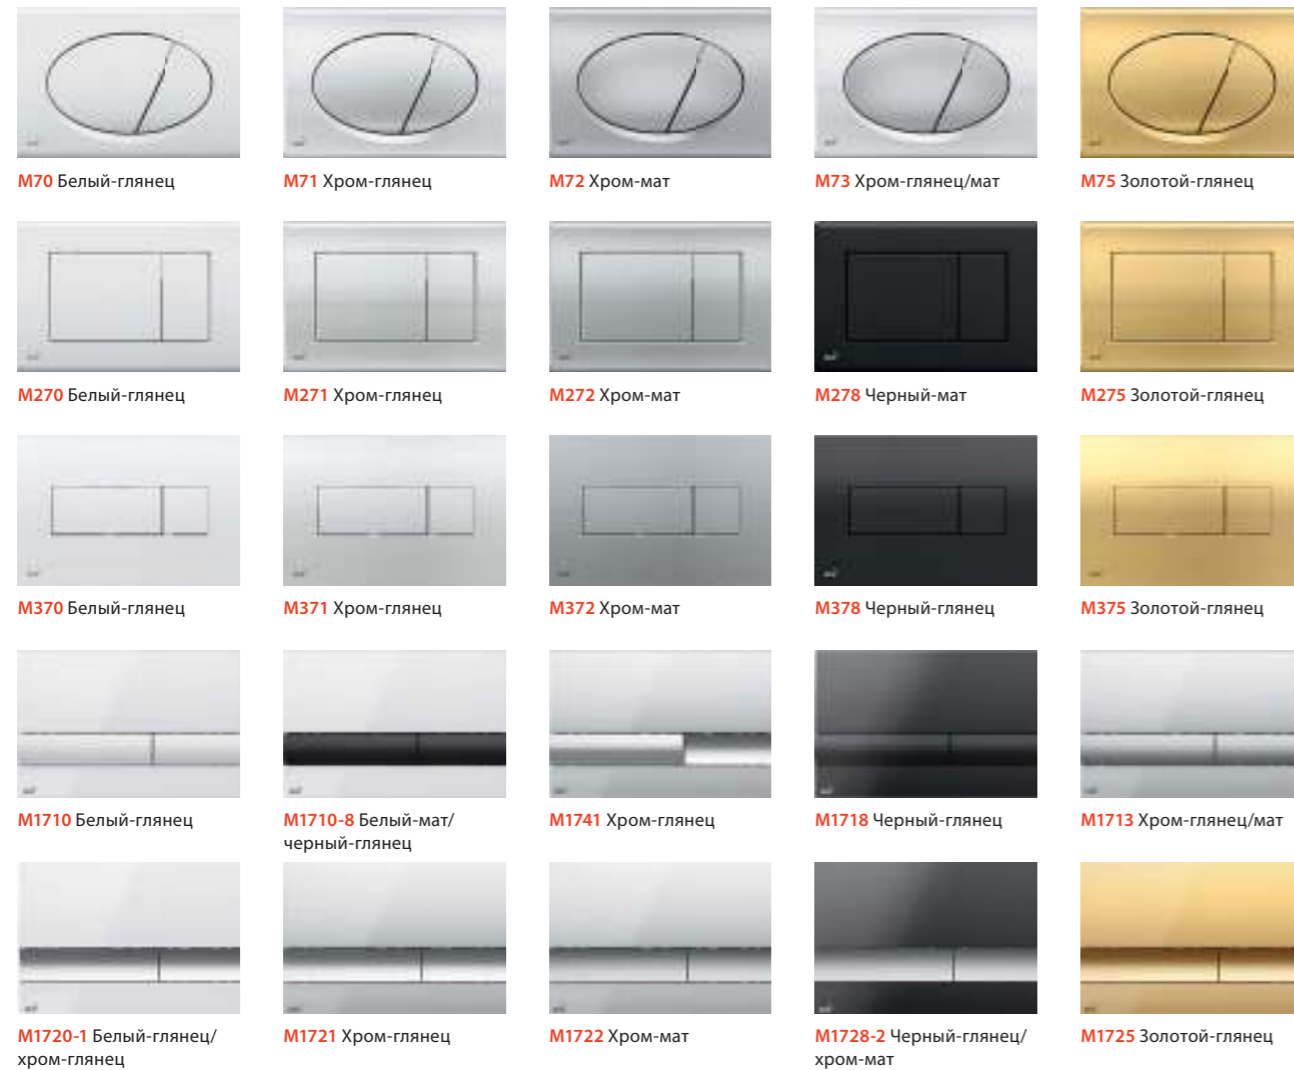 M70 Белый-глянец
M71 Хром-глянец
M72 Хром-мат
M73 Хром-глянец/мат
M75 Золотой-глянец
M270 Белый-глянец
M271 Хром-глянец
M272 Хром-мат
M278 Черный-мат
M275 Золотой-глянец
M370 Белый-глянец
M371 Хром-глянец
M372 Хром-мат
M378 Черный-глянец
M375 Золотой-глянец
M1710 Белый-глянец
M1710-8 Белый-мат/
черный-глянец
M1741 Хром-глянец
M1718 Черный-глянец
M1713 Хром-глянец/мат
M1720-1 Белый-глянец/
хром-глянец
M1721 Хром-глянец
M1722 Хром-мат
M1728-2 Черный-глянец/
хром-мат
M1725 Золотой-глянец